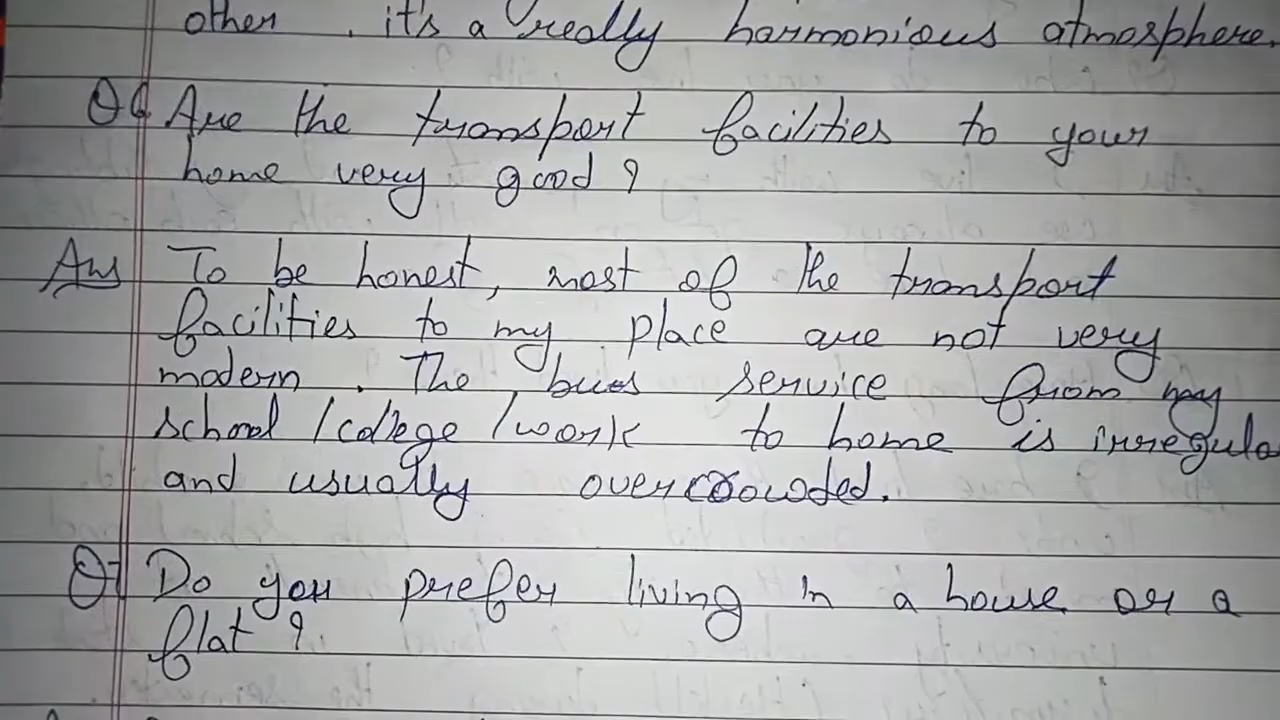 other . it's a really harmonious atmosphere.
Q6 Are the transport facilities to your
home very good ?
Ans To be honest, most of the transport
facilities to my place are not very
modern . The bues service from my
school /college /work to home is irregula
and usually overcrowded.
Q7 Do you prefer living in a house or a
flat ?